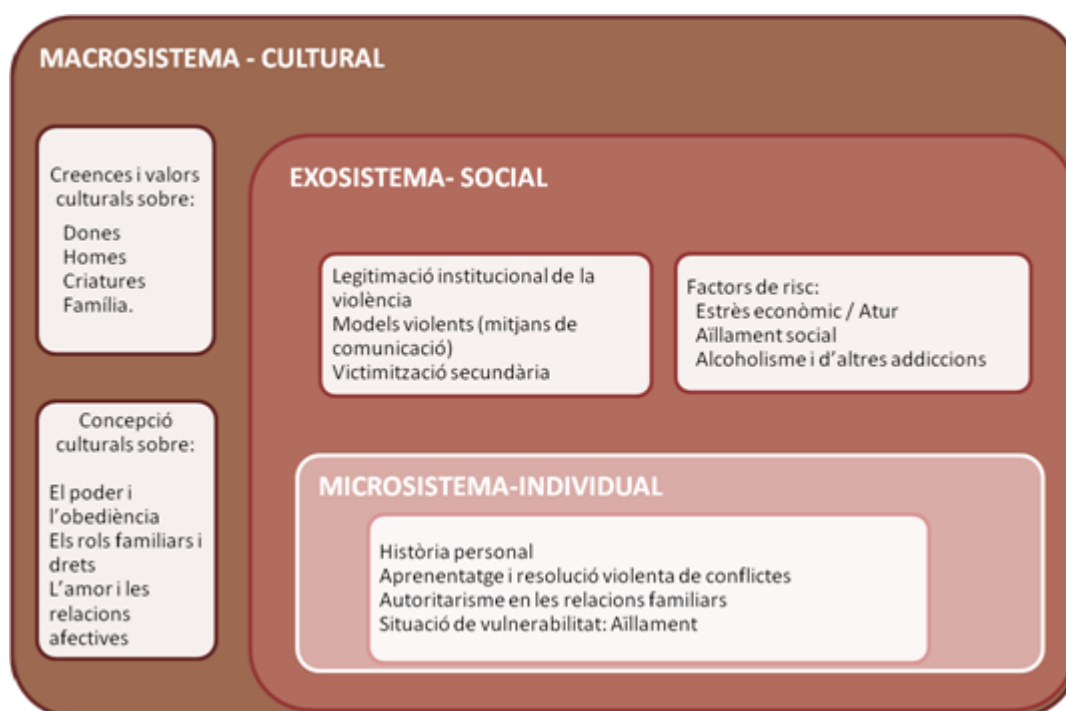 MACROSISTEMA - CULTURAL
Creences i valors
culturals sobre:
Dones
Homes
Criatures
Família.
Concepció
culturals sobre:
El poder i
l'obediència
Els rols familiars i
drets
L'amor i les
relacions
afectives
EXOSISTEMA- SOCIAL
Legitimació institucional de la
violència
Models violents (mitjans de
comunicació)
Victimització secundària
Factors de risc:
Estrès econòmic / Atur
Aïllament social
Alcoholisme i d'altres addiccions
MICROSISTEMA-INDIVIDUAL
Història personal
Aprenentatge i resolució violenta de conflictes
Autoritarisme en les relacions familiars
Situació de vulnerabilitat: Aïllament